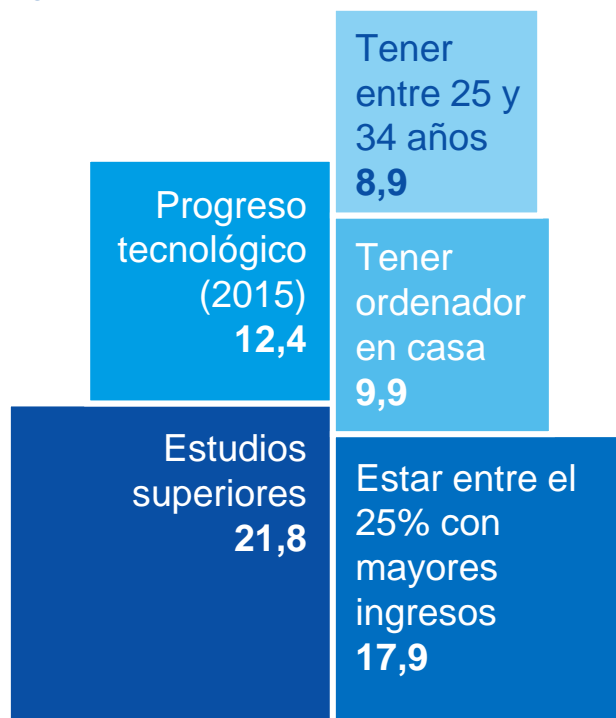 Tener
entre 25 y
34 años
8,9
Progreso
tecnológico
(2015)
12,4
Tener
ordenador
en casa
9,9
Estudios
superiores
21,8
Estar entre el
25% con
mayores
ingresos
17,9